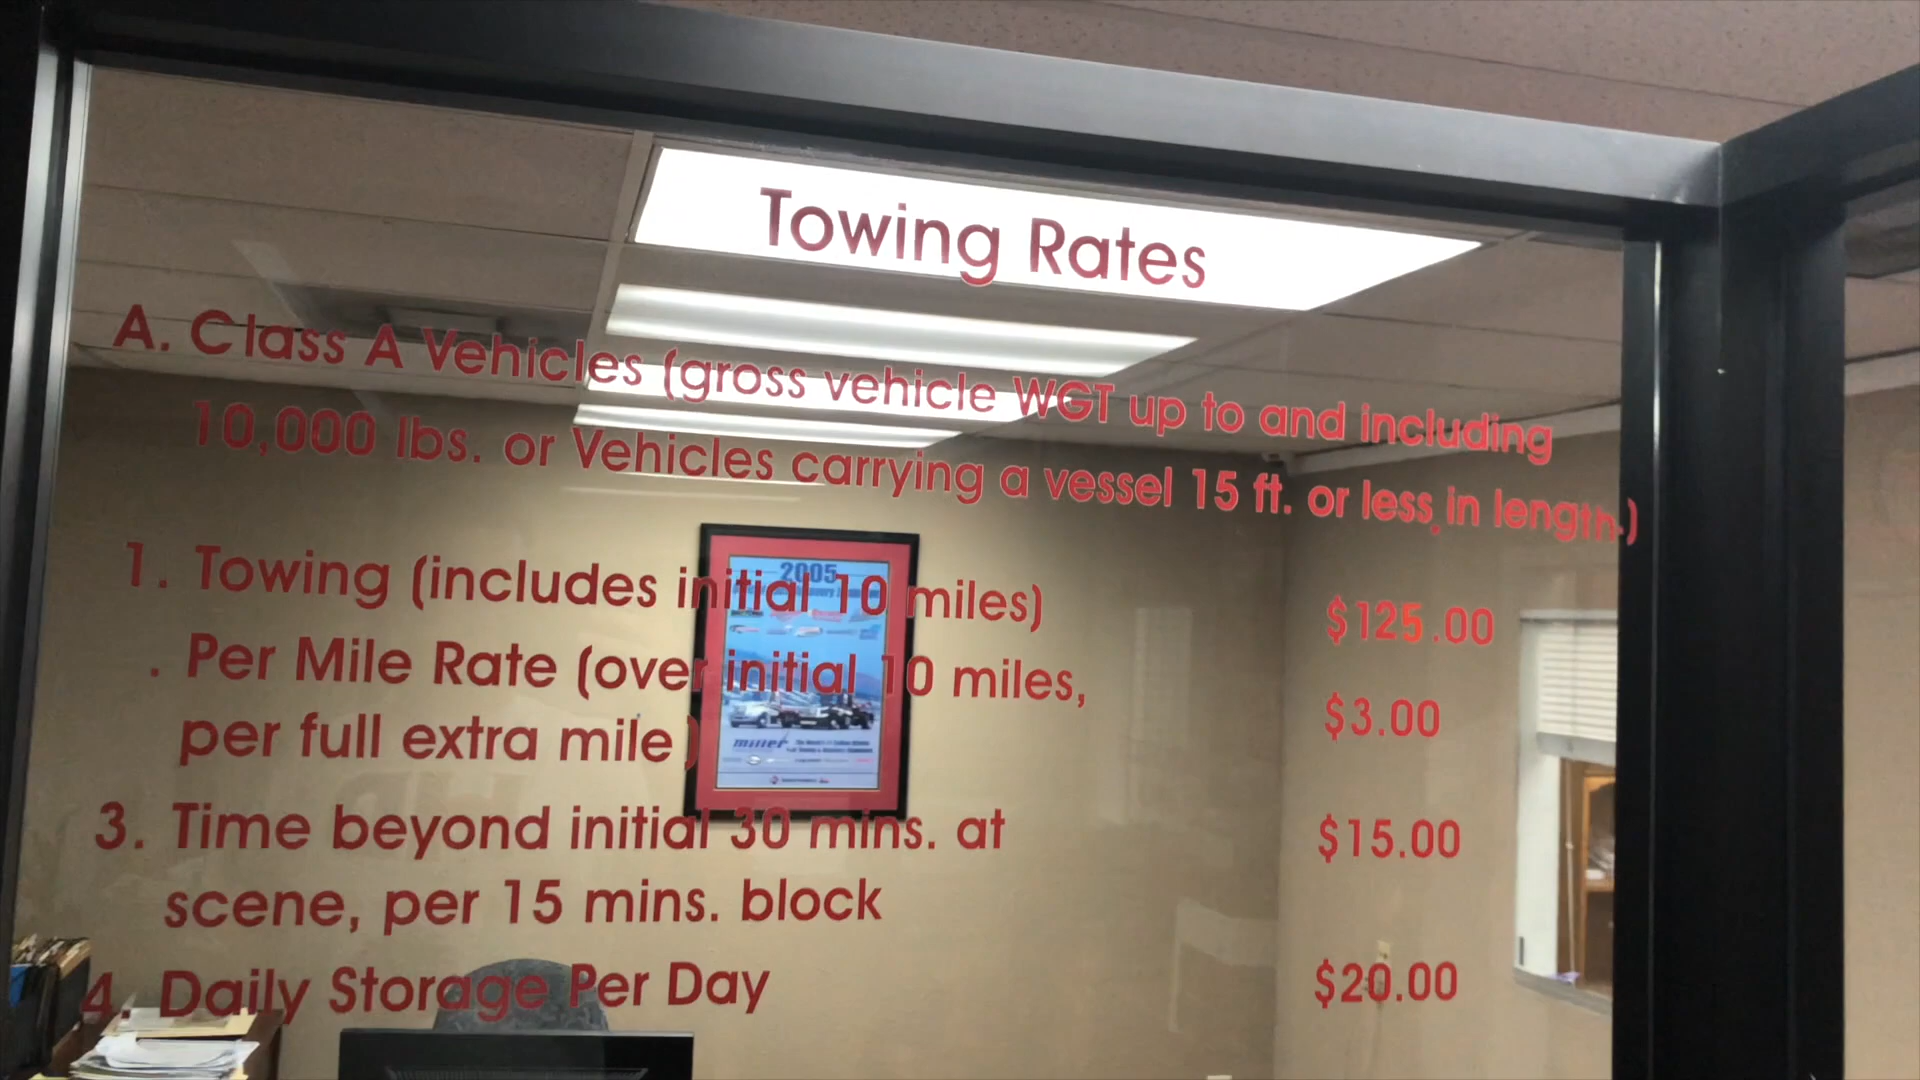 Towing Rates
A. Class A Vehicles (gross vehicle WGT up to and including
10,000 lbs. or Vehicles carrying a vessel 15 ft. or less in length.)
1. Towing (includes initial 10 miles) $125.00
. Per Mile Rate (over initial 10 miles,
per full extra mile) $3.00
3. Time beyond initial 30 mins. at
scene, per 15 mins. block $15.00
4. Daily Storage Per Day $20.00
2005
miller